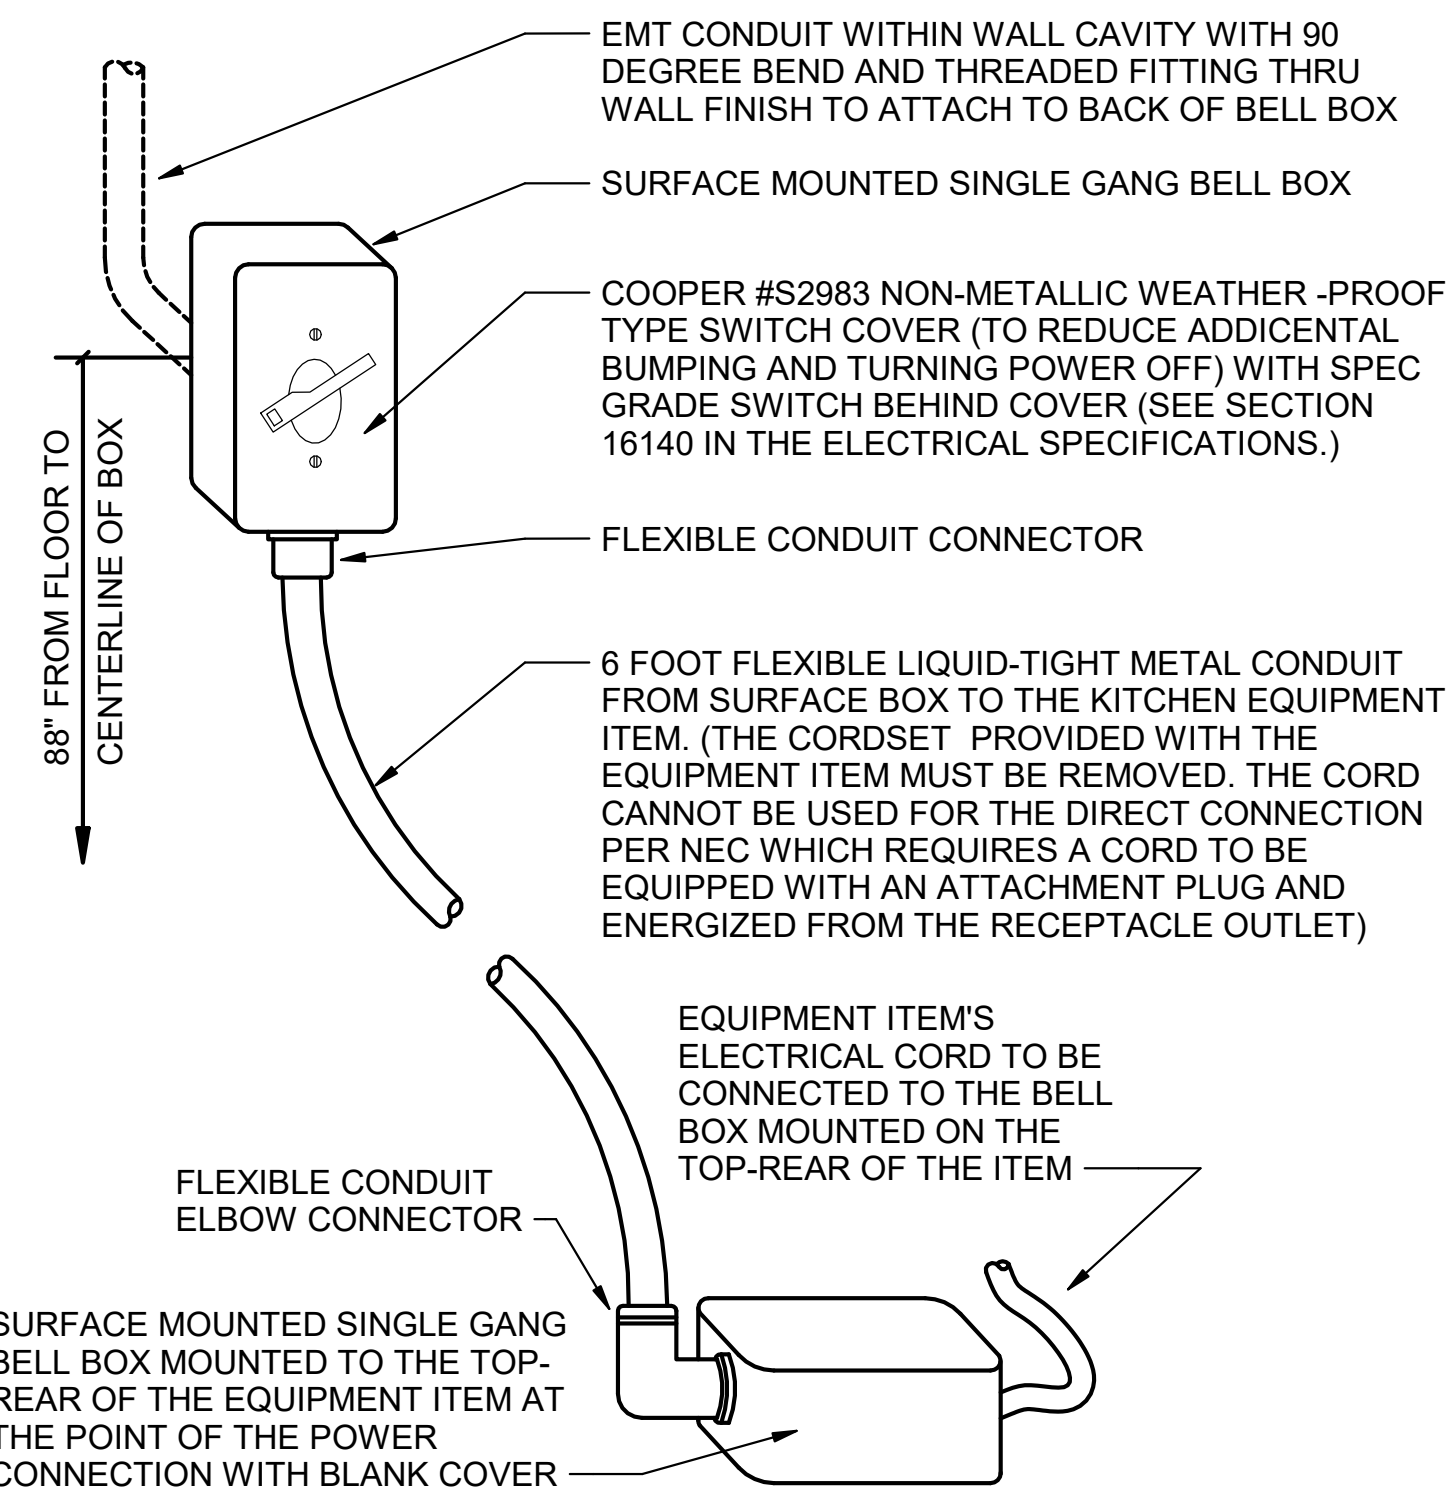 EMT CONDUIT WITHIN WALL CAVITY WITH 90
DEGREE BEND AND THREADED FITTING THRU
WALL FINISH TO ATTACH TO BACK OF BELL BOX
SURFACE MOUNTED SINGLE GANG BELL BOX
COOPER #S2983 NON-METALLIC WEATHER -PROOF
TYPE SWITCH COVER (TO REDUCE ADDICENTAL
BUMPING AND TURNING POWER OFF) WITH SPEC
GRADE SWITCH BEHIND COVER (SEE SECTION
16140 IN THE ELECTRICAL SPECIFICATIONS.)
88" FROM FLOOR TO
CENTERLINE OF BOX
FLEXIBLE CONDUIT CONNECTOR
6 FOOT FLEXIBLE LIQUID-TIGHT METAL CONDUIT
FROM SURFACE BOX TO THE KITCHEN EQUIPMENT
ITEM. (THE CORDSET  PROVIDED WITH THE
EQUIPMENT ITEM MUST BE REMOVED. THE CORD
CANNOT BE USED FOR THE DIRECT CONNECTION
PER NEC WHICH REQUIRES A CORD TO BE
EQUIPPED WITH AN ATTACHMENT PLUG AND
ENERGIZED FROM THE RECEPTACLE OUTLET)
EQUIPMENT ITEM'S
ELECTRICAL CORD TO BE
CONNECTED TO THE BELL
BOX MOUNTED ON THE
TOP-REAR OF THE ITEM
FLEXIBLE CONDUIT
ELBOW CONNECTOR
SURFACE MOUNTED SINGLE GANG
BELL BOX MOUNTED TO THE TOP-
REAR OF THE EQUIPMENT ITEM AT
THE POINT OF THE POWER
CONNECTION WITH BLANK COVER